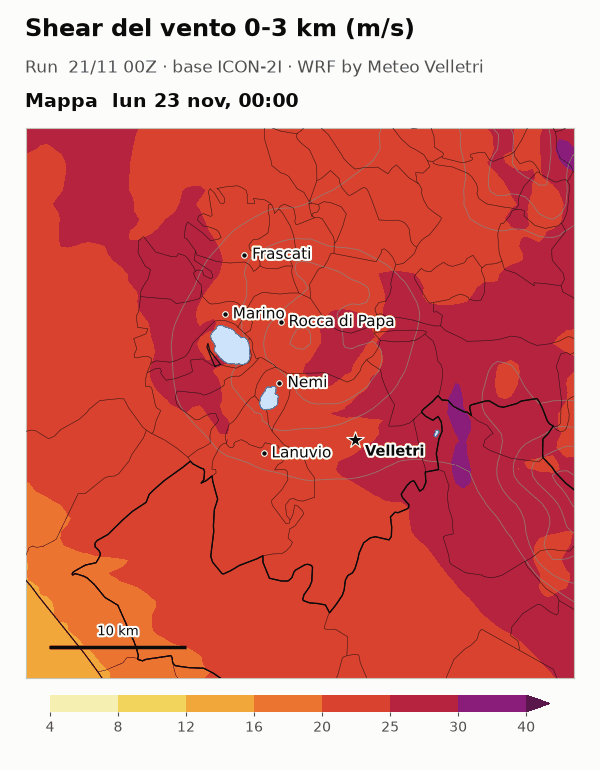 Shear del vento 0-3 km (m/s)
Run  21/11 00Z · base ICON-2I · WRF by Meteo Velletri
Mappa  lun 23 nov, 00:00
Frascati
Marino
Rocca di Papa
Nemi
Velletri
Lanuvio
10 km
4 8 12 16 20 25 30 40